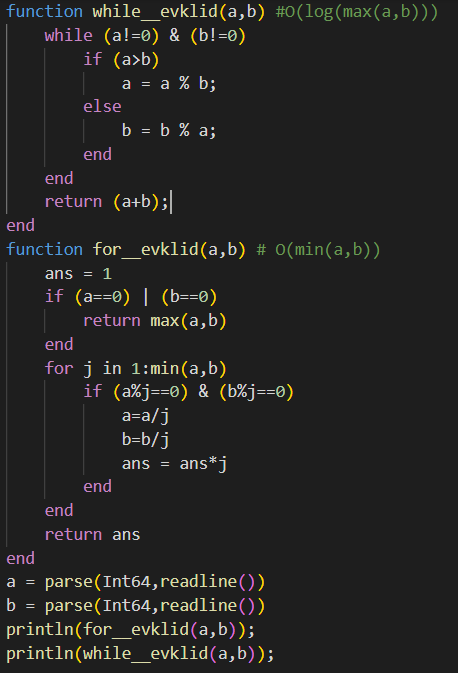 function while__evklid(a,b) #O(log(max(a,b)))
    while (a!=0) & (b!=0)
        if (a>b)
            a = a % b;
        else
            b = b % a;
        end
    end
    return (a+b);
end
function for__evklid(a,b) # O(min(a,b))
    ans = 1
    if (a==0) | (b==0)
        return max(a,b)
    end
    for j in 1:min(a,b)
        if (a%j==0) & (b%j==0)
            a=a/j
            b=b/j
            ans = ans*j
        end
    end
    return ans
end
a = parse(Int64,readline())
b = parse(Int64,readline())
println(for__evklid(a,b));
println(while__evklid(a,b));